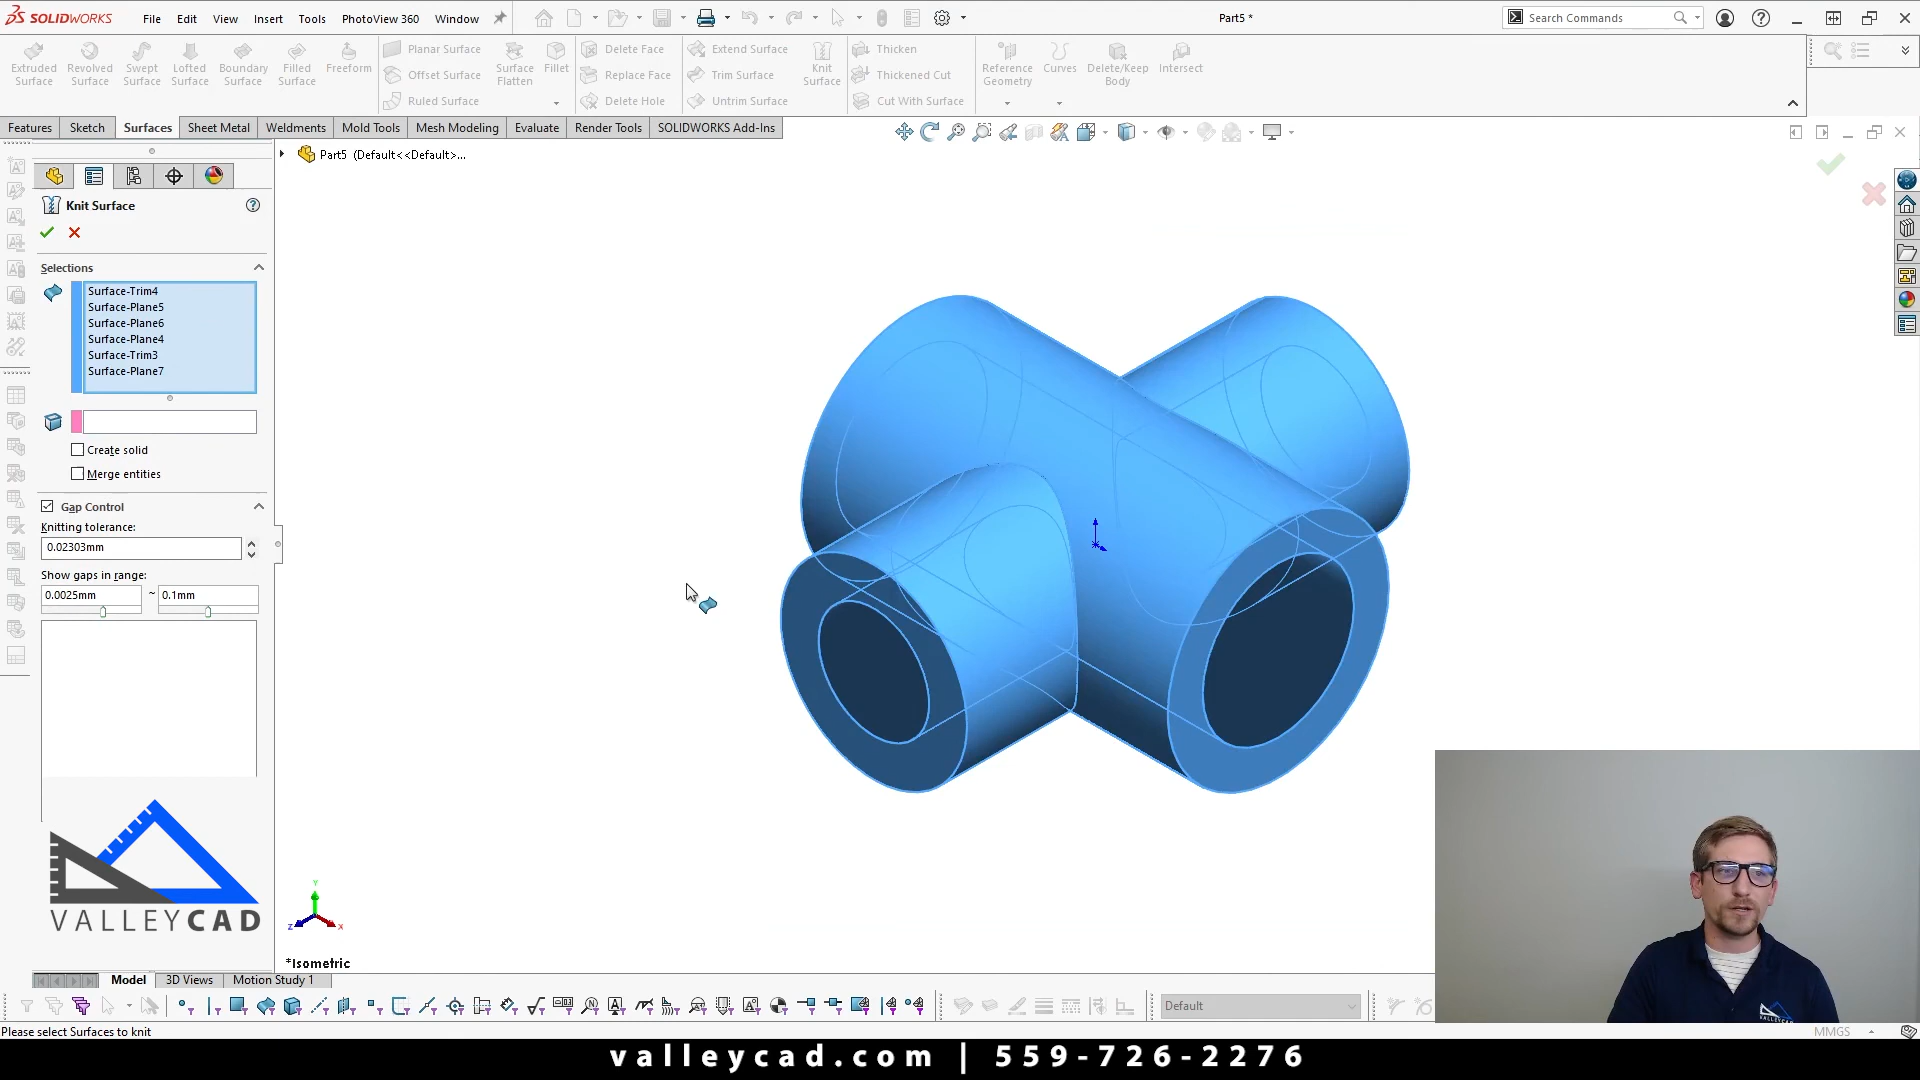 SOLIDWORKS File Edit View Insert Tools PhotoView 360 Window Part5 * Search Commands
Extruded Surface
Revolved Surface
Swept Surface
Lofted Surface
Boundary Surface
Filled Surface
Freeform
Planar Surface
Offset Surface
Ruled Surface
Surface Flatten
Fillet
Delete Face
Replace Face
Delete Hole
Extend Surface
Trim Surface
Untrim Surface
Knit Surface
Thicken
Thickened Cut
Cut With Surface
Reference Geometry
Curves
Delete/Keep Body
Intersect
Features Sketch Surfaces Sheet Metal Weldments Mold Tools Mesh Modeling Evaluate Render Tools SOLIDWORKS Add-Ins
Part5 (Default<<Default>...
Knit Surface
Selections
Surface-Trim4
Surface-Plane5
Surface-Plane6
Surface-Plane4
Surface-Trim3
Surface-Plane7
Create solid
Merge entities
Gap Control
Knitting tolerance:
0.02303mm
Show gaps in range:
0.0025mm ~ 0.1mm
VALLEYCAD
Y
Z
X
*Isometric
Model 3D Views Motion Study 1
Default
Please select Surfaces to knit
MMGS
VALLEYCAD
valleycad.com | 559-726-2276